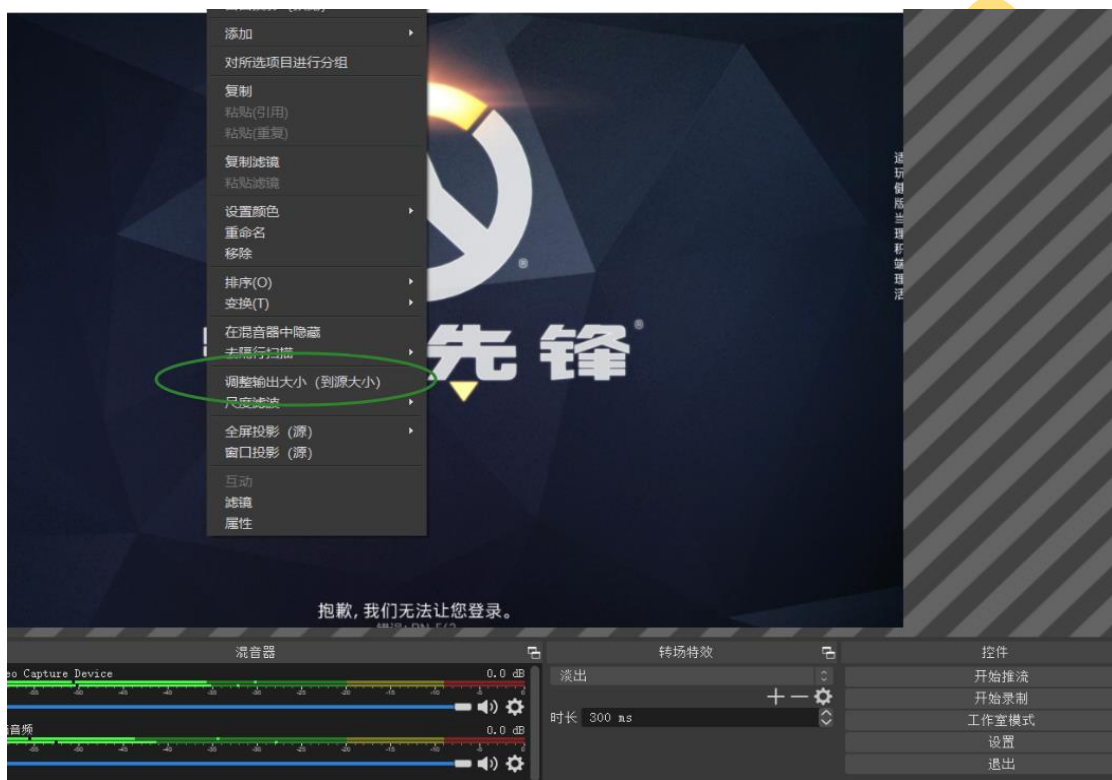 添加
对所选项目进行分组
复制
粘贴(引用)
粘贴(重复)
复制滤镜
粘贴滤镜
设置颜色
重命名
移除
排序(O)
变换(T)
在混音器中隐藏
去隔行扫描
调整输出大小 (到源大小)
尺度滤波
全屏投影 (源)
窗口投影 (源)
互动
滤镜
属性
先锋
®
®
抱歉, 我们无法让您登录。
混音器
Capture Device
0.0 dB
音频
0.0 dB
转场特效
淡出
时长 300 ms
控件
开始推流
开始录制
工作室模式
设置
退出